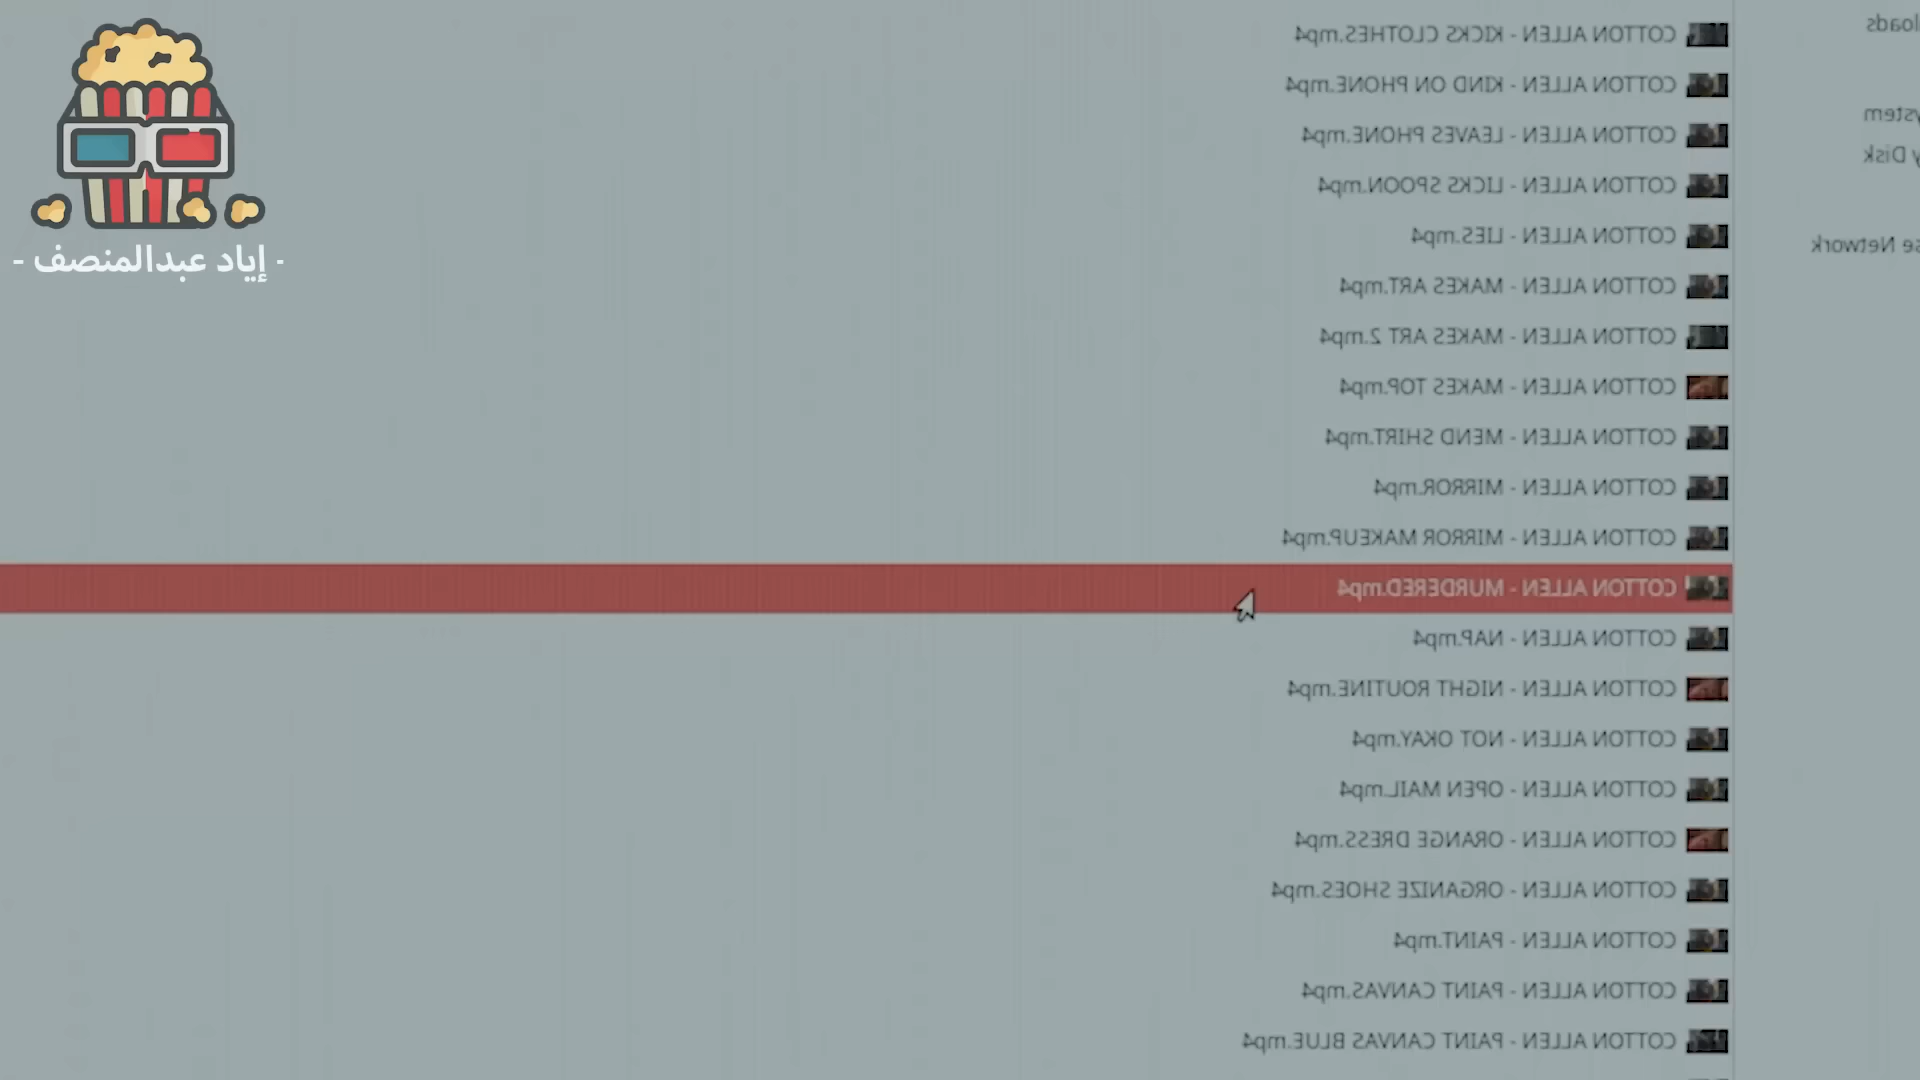 - إياد عبدالمنصف -
COTTON ALLEN - KICKS CLOTHES.mp4
COTTON ALLEN - KIND ON PHONE.mp4
COTTON ALLEN - LEAVES PHONE.mp4
COTTON ALLEN - LICKS SPOON.mp4
COTTON ALLEN - LIES.mp4
COTTON ALLEN - MAKES ART.mp4
COTTON ALLEN - MAKES ART 2.mp4
COTTON ALLEN - MAKES TOP.mp4
COTTON ALLEN - MEND SHIRT.mp4
COTTON ALLEN - MIRROR.mp4
COTTON ALLEN - MIRROR MAKEUP.mp4
COTTON ALLEN - MURDERED.mp4
COTTON ALLEN - NAP.mp4
COTTON ALLEN - NIGHT ROUTINE.mp4
COTTON ALLEN - NOT OKAY.mp4
COTTON ALLEN - OPEN MAIL.mp4
COTTON ALLEN - ORANGE DRESS.mp4
COTTON ALLEN - ORGANIZE SHOES.mp4
COTTON ALLEN - PAINT.mp4
COTTON ALLEN - PAINT CANVAS.mp4
COTTON ALLEN - PAINT CANVAS BLUE.mp4
loads
ystem
y Disk
se Network